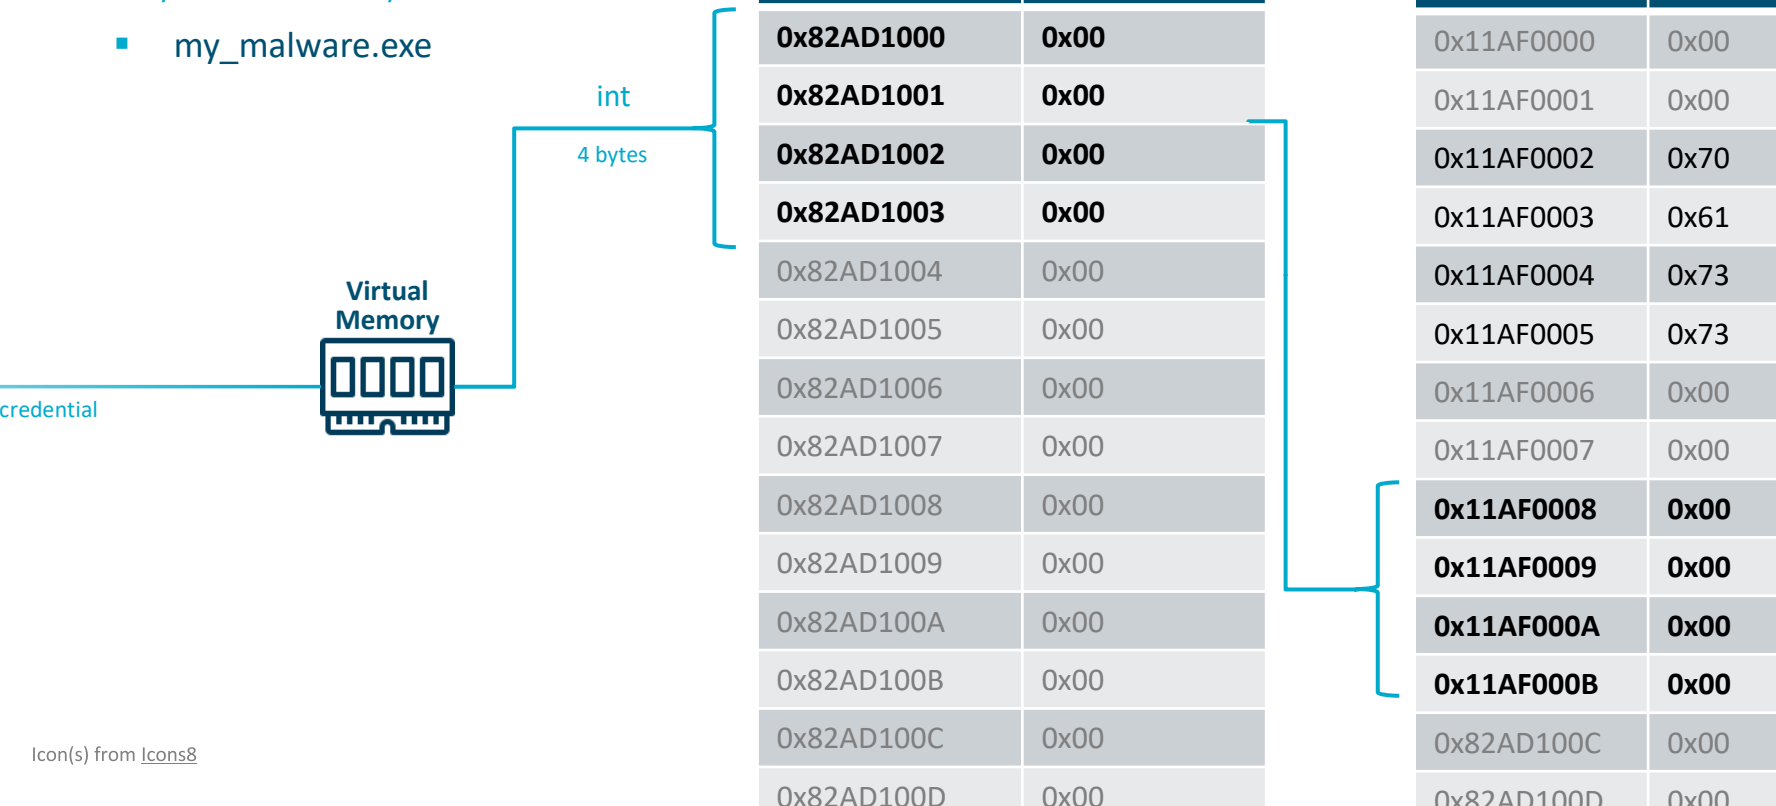 my_malware.exe
int
4 bytes
Virtual
Memory
credential
Icon(s) from Icons8
0x82AD1000 0x00
0x82AD1001 0x00
0x82AD1002 0x00
0x82AD1003 0x00
0x82AD1004 0x00
0x82AD1005 0x00
0x82AD1006 0x00
0x82AD1007 0x00
0x82AD1008 0x00
0x82AD1009 0x00
0x82AD100A 0x00
0x82AD100B 0x00
0x82AD100C 0x00
0x82AD100D 0x00
0x11AF0000 0x00
0x11AF0001 0x00
0x11AF0002 0x70
0x11AF0003 0x61
0x11AF0004 0x73
0x11AF0005 0x73
0x11AF0006 0x00
0x11AF0007 0x00
0x11AF0008 0x00
0x11AF0009 0x00
0x11AF000A 0x00
0x11AF000B 0x00
0x82AD100C 0x00
0x82AD100D 0x00